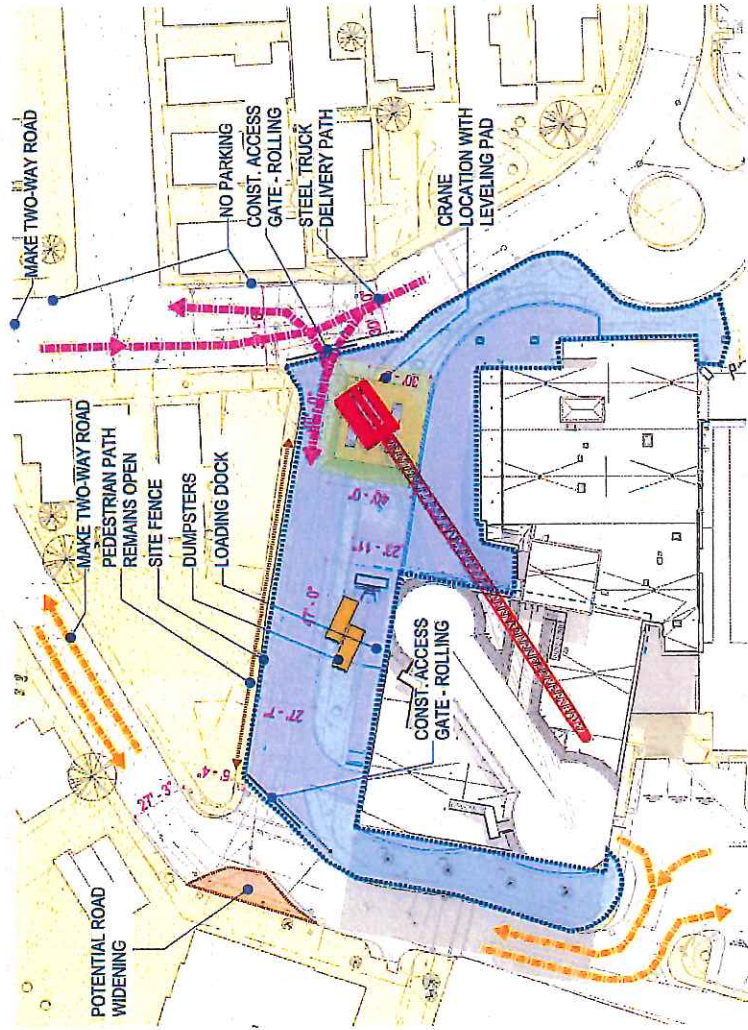 MAKE TWO-WAY ROAD
NO PARKING
CONST. ACCESS
GATE - ROLLING
STEEL TRUCK
DELIVERY PATH
CRANE
LOCATION WITH
LEVELING PAD
MAKE TWO-WAY ROAD
PEDESTRIAN PATH
REMAINS OPEN
SITE FENCE
DUMPSTERS
LOADING DOCK
CONST. ACCESS
GATE - ROLLING
POTENTIAL ROAD
WIDENING
27' - 3"
6' - 4"
27' - 7"
17' - 0"
23' - 11"
40' - 0"